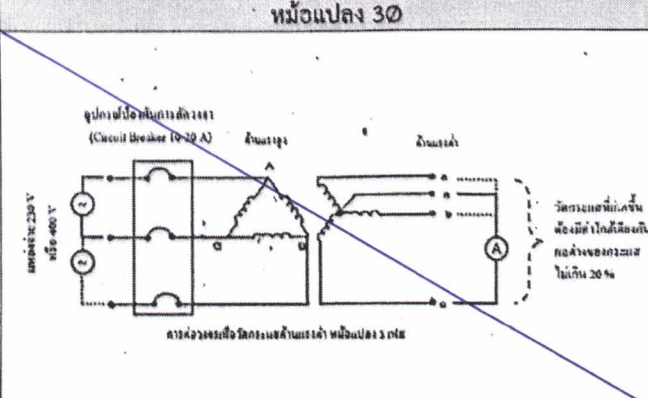 หม้อแปลง 3Ø
อุปกรณ์ป้องกันการลัดวงจร
(Circuit Breaker 10-20 A)
ด้านแรงสูง
ด้านแรงต่ำ
A
a
n
b
แหล่งจ่าย 230 V
หรือ 400 V
B
A
วัดกระแสที่เกิดขึ้น
ต้องมีค่าใกล้เคียงกัน
ผลต่างของกระแส
ไม่เกิน 20 %
การต่อวงจรเพื่อวัดกระแสด้านแรงต่ำ หม้อแปลง 3 เฟส